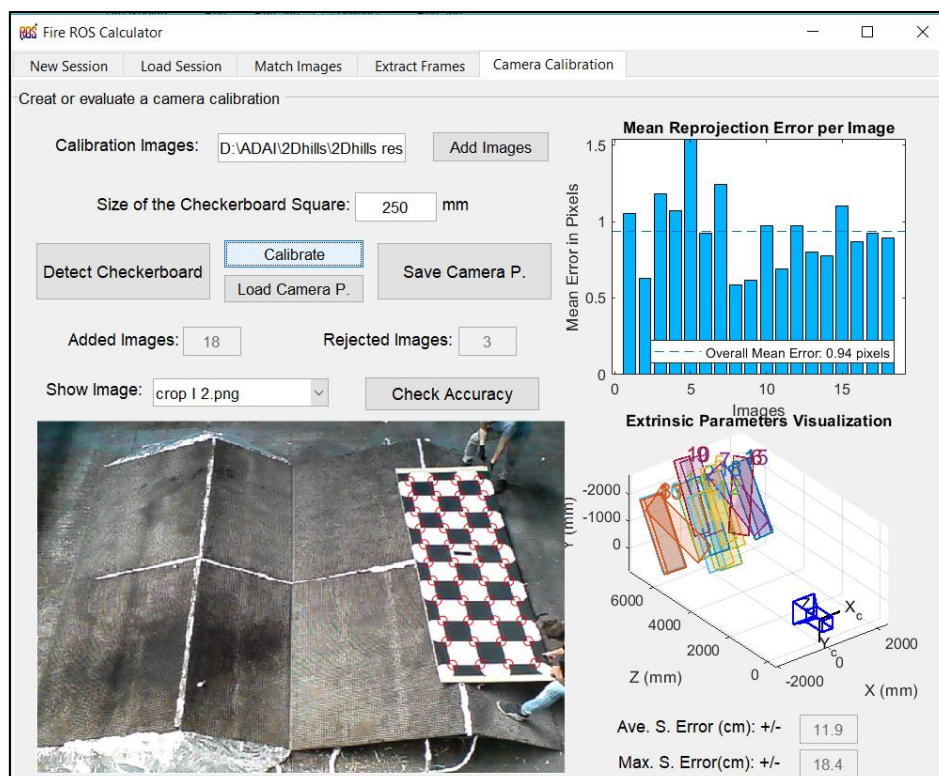 ROS Fire ROS Calculator
New Session Load Session Match Images Extract Frames Camera Calibration
Creat or evaluate a camera calibration
Calibration Images: D:\ADAI\2Dhills\2Dhills res Add Images
Size of the Checkerboard Square: 250 mm
Detect Checkerboard
Calibrate
Load Camera P.
Save Camera P.
Added Images: 18 Rejected Images: 3
Show Image: crop I 2.png Check Accuracy
Mean Reprojection Error per Image
Mean Error in Pixels
1.5
1
0.5
0
Overall Mean Error: 0.94 pixels
0 5 10 15
Images
Extrinsic Parameters Visualization
Y (mm)
-2000
-1000
0
6000
4000
2000
0
Z (mm)
-2000
0
2000
X (mm)
Xc
Yc
Ave. S. Error (cm): +/- 11.9
Max. S. Error(cm): +/- 18.4